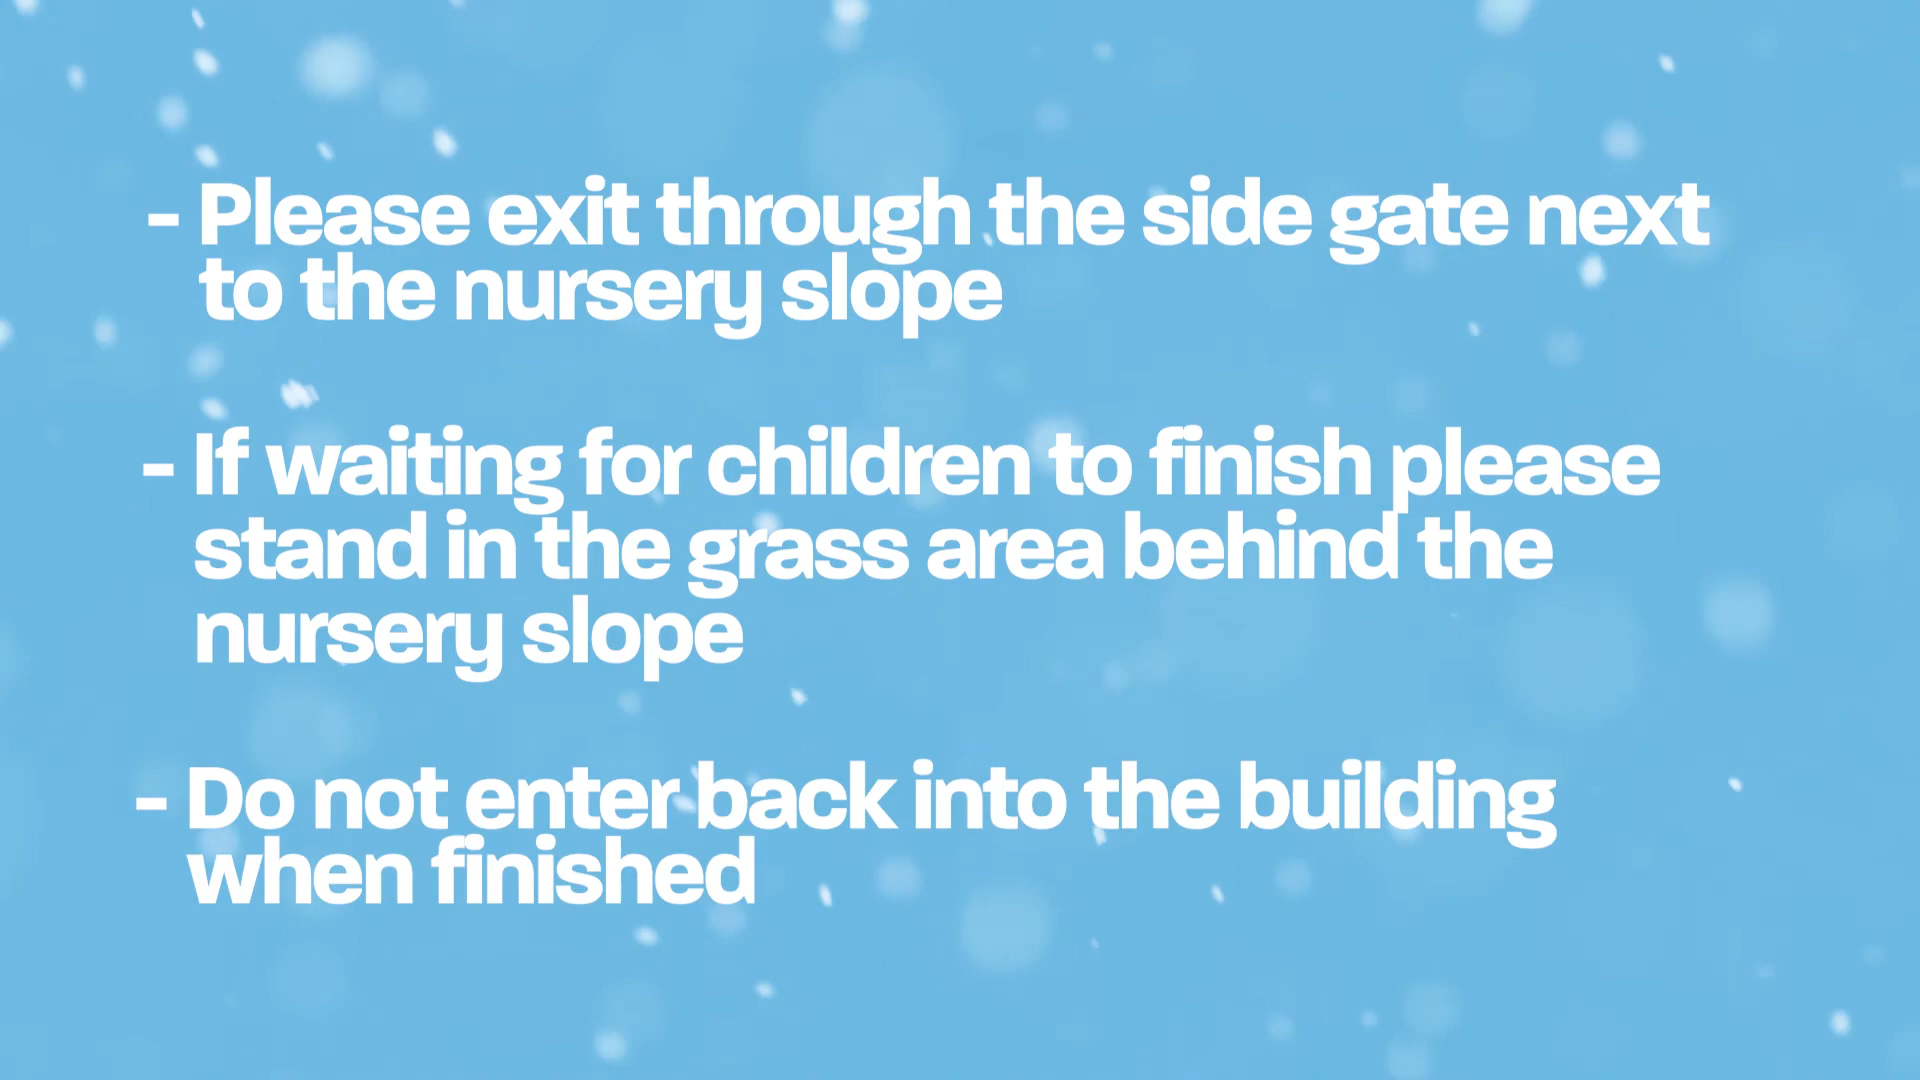 - Please exit through the side gate next
to the nursery slope
- If waiting for children to finish please
stand in the grass area behind the
nursery slope
- Do not enter back into the building
when finished